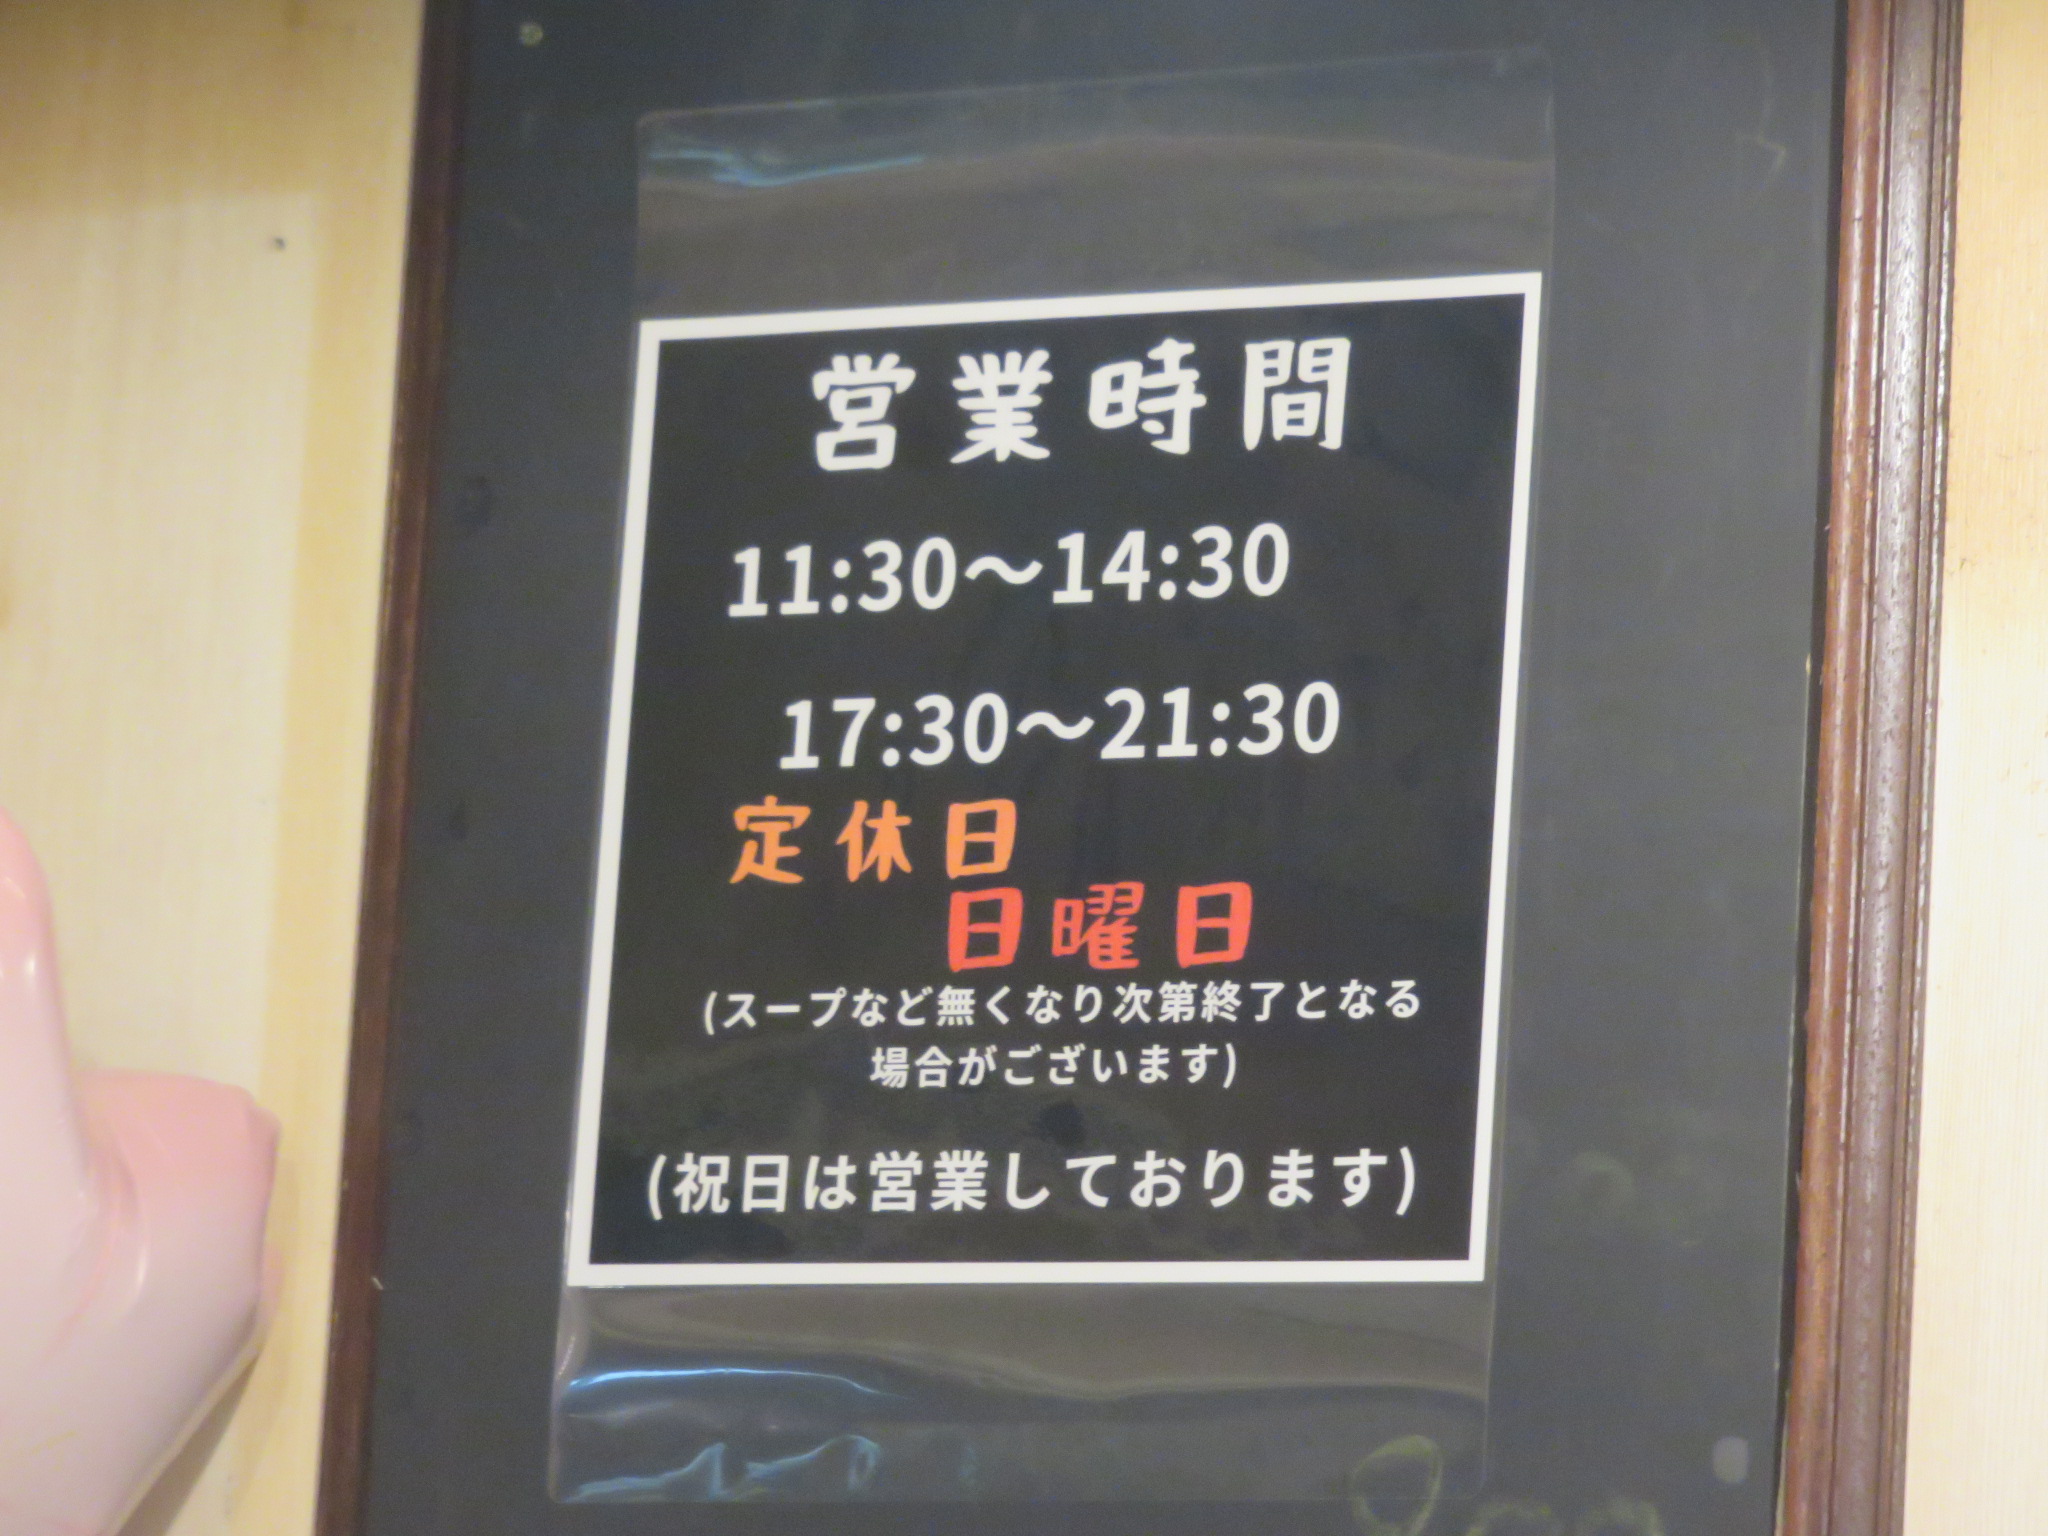 営業時間
11:30〜14:30
17:30〜21:30
定休日
日曜日
(スープなど無くなり次第終了となる
場合がございます)
(祝日は営業しております)